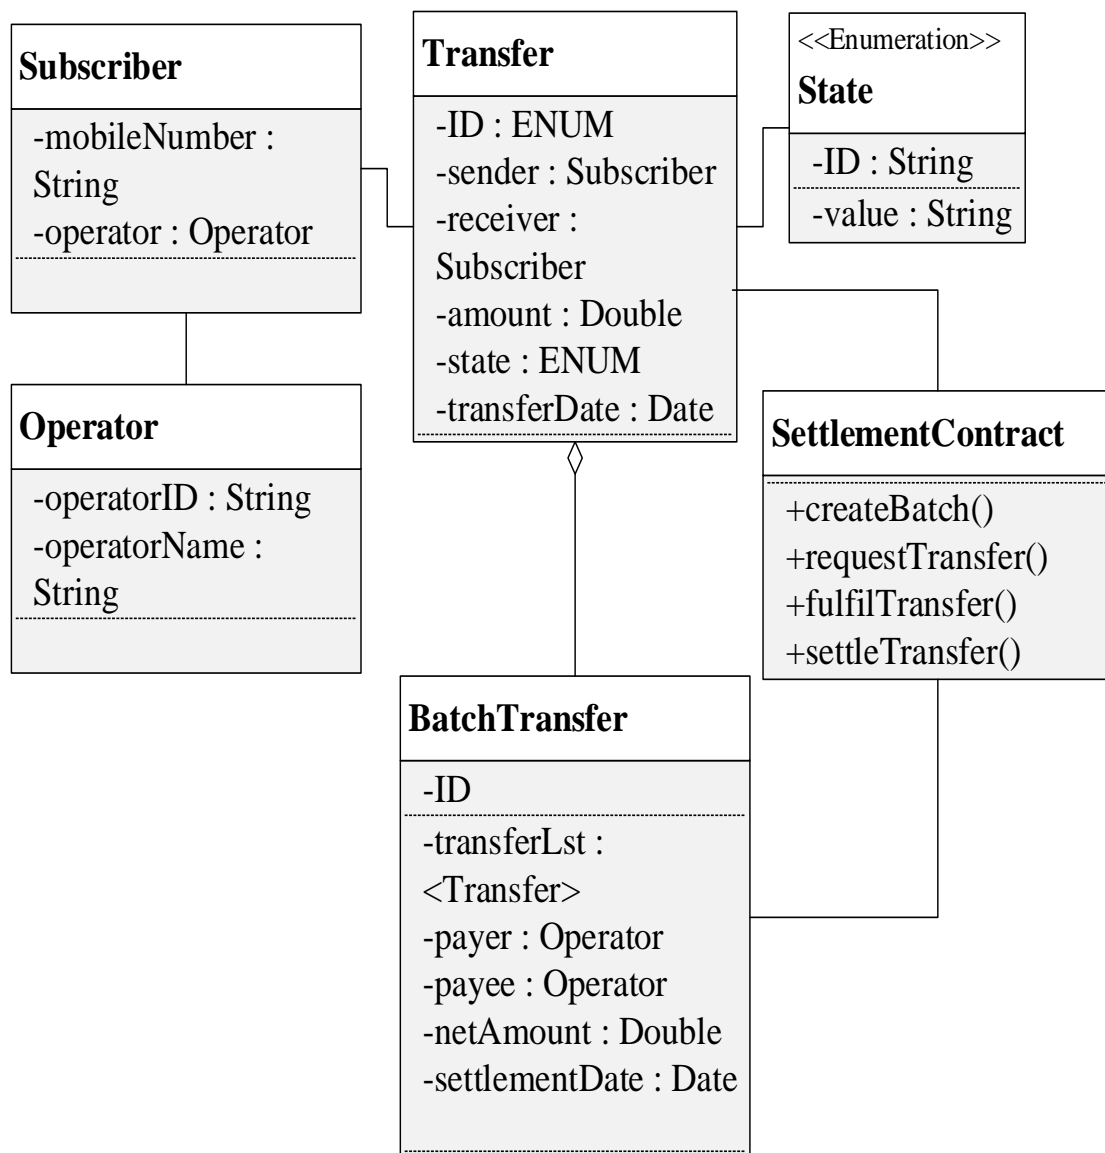 Subscriber
-mobileNumber :
String
-operator : Operator
Transfer
-ID : ENUM
-sender : Subscriber
-receiver :
Subscriber
-amount : Double
-state : ENUM
-transferDate : Date
<<Enumeration>>
State
-ID : String
-value : String
Operator
-operatorID : String
-operatorName :
String
SettlementContract
+createBatch()
+requestTransfer()
+fulfilTransfer()
+settleTransfer()
BatchTransfer
-ID
-transferLst :
<Transfer>
-payer : Operator
-payee : Operator
-netAmount : Double
-settlementDate : Date